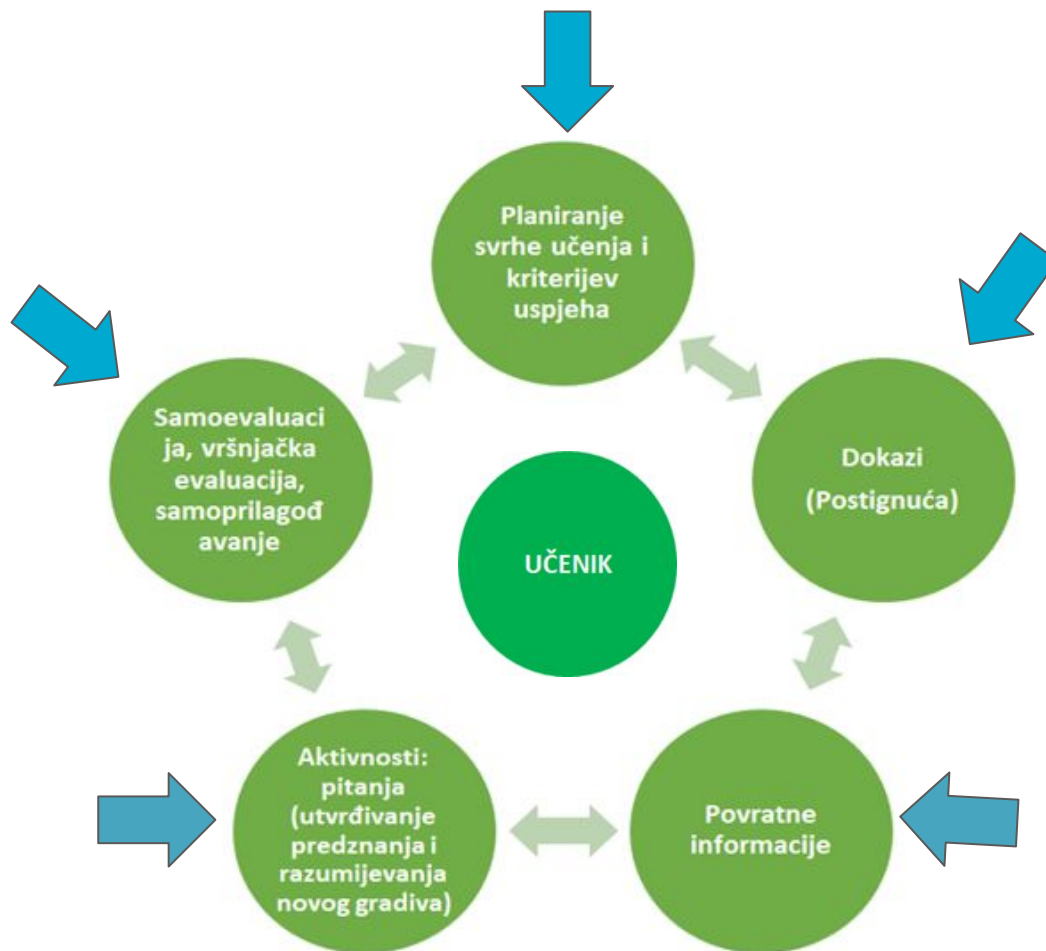 Planiranje
svrhe učenja i
kriterijev
uspjeha
Samoevaluaci
ja, vršnjačka
evaluacija,
samoprilagođ
avanje
Dokazi
(Postignuća)
UČENIK
Aktivnosti:
pitanja
(utvrđivanje
predznanja i
razumijevanja
novog gradiva)
Povratne
informacije